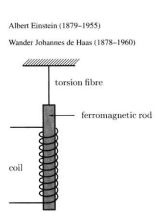 Albert Einstein (1879–1955)
Wander Johannes de Haas (1878–1960)
torsion fibre
ferromagnetic rod
coil